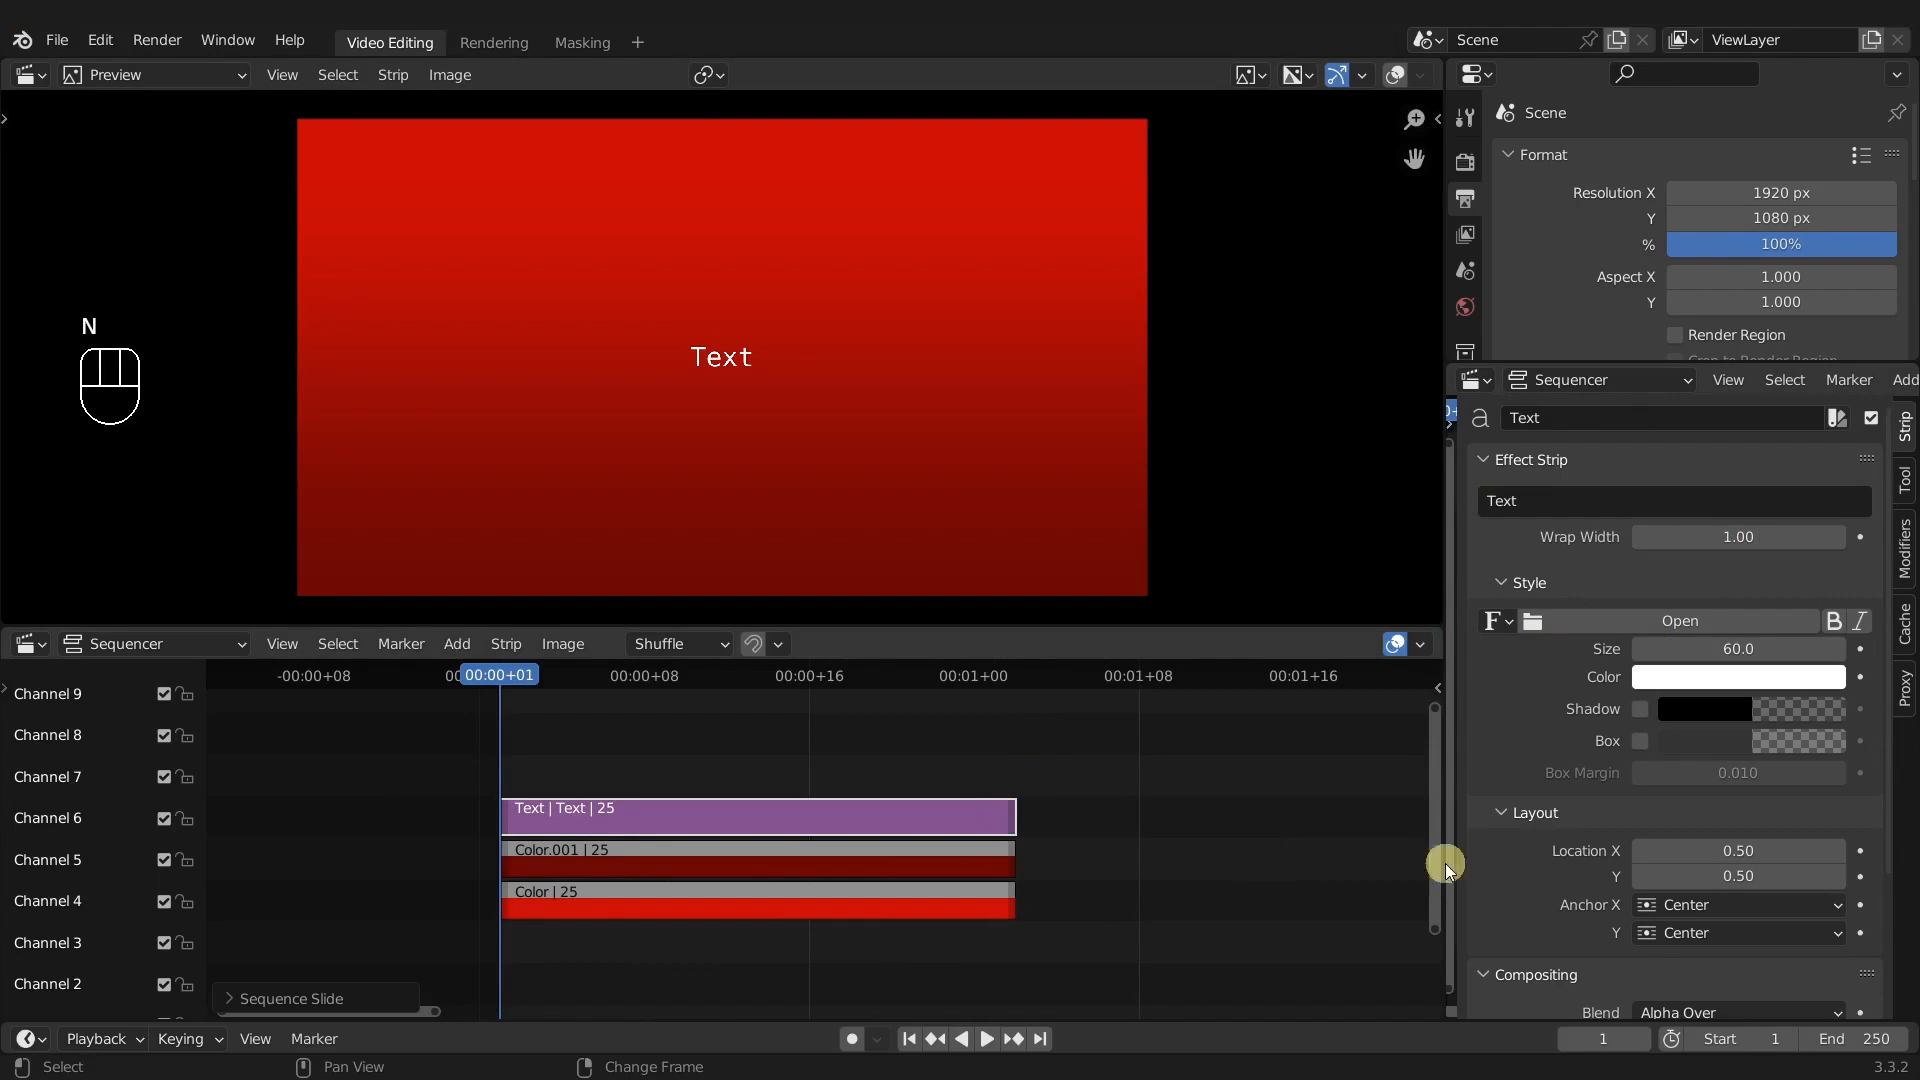 File Edit Render Window Help Video Editing Rendering Masking + Scene ViewLayer
Preview View Select Strip Image
Scene
Format
Resolution X 1920 px
Y 1080 px
% 100%
Aspect X 1.000
Y 1.000
Render Region
Crop to Render Region
N
Text
Sequencer View Select Marker Add
Text
Effect Strip
Text
Wrap Width 1.00
Style
F Open B I
Size 60.0
Color
Shadow
Box
Box Margin 0.010
Layout
Location X 0.50
Y 0.50
Anchor X Center
Y Center
Compositing
Blend Alpha Over
Strip
Tool
Modifiers
Cache
Proxy
Sequencer View Select Marker Add Strip Image Shuffle
-00:00+08 00:00+01 00:00+08 00:00+16 00:01+00 00:01+08 00:01+16
Channel 9
Channel 8
Channel 7
Channel 6 Text | Text | 25
Channel 5 Color.001 | 25
Channel 4 Color | 25
Channel 3
Channel 2
Sequence Slide
Playback Keying View Marker 1 Start 1 End 250
Select Pan View Change Frame 3.3.2